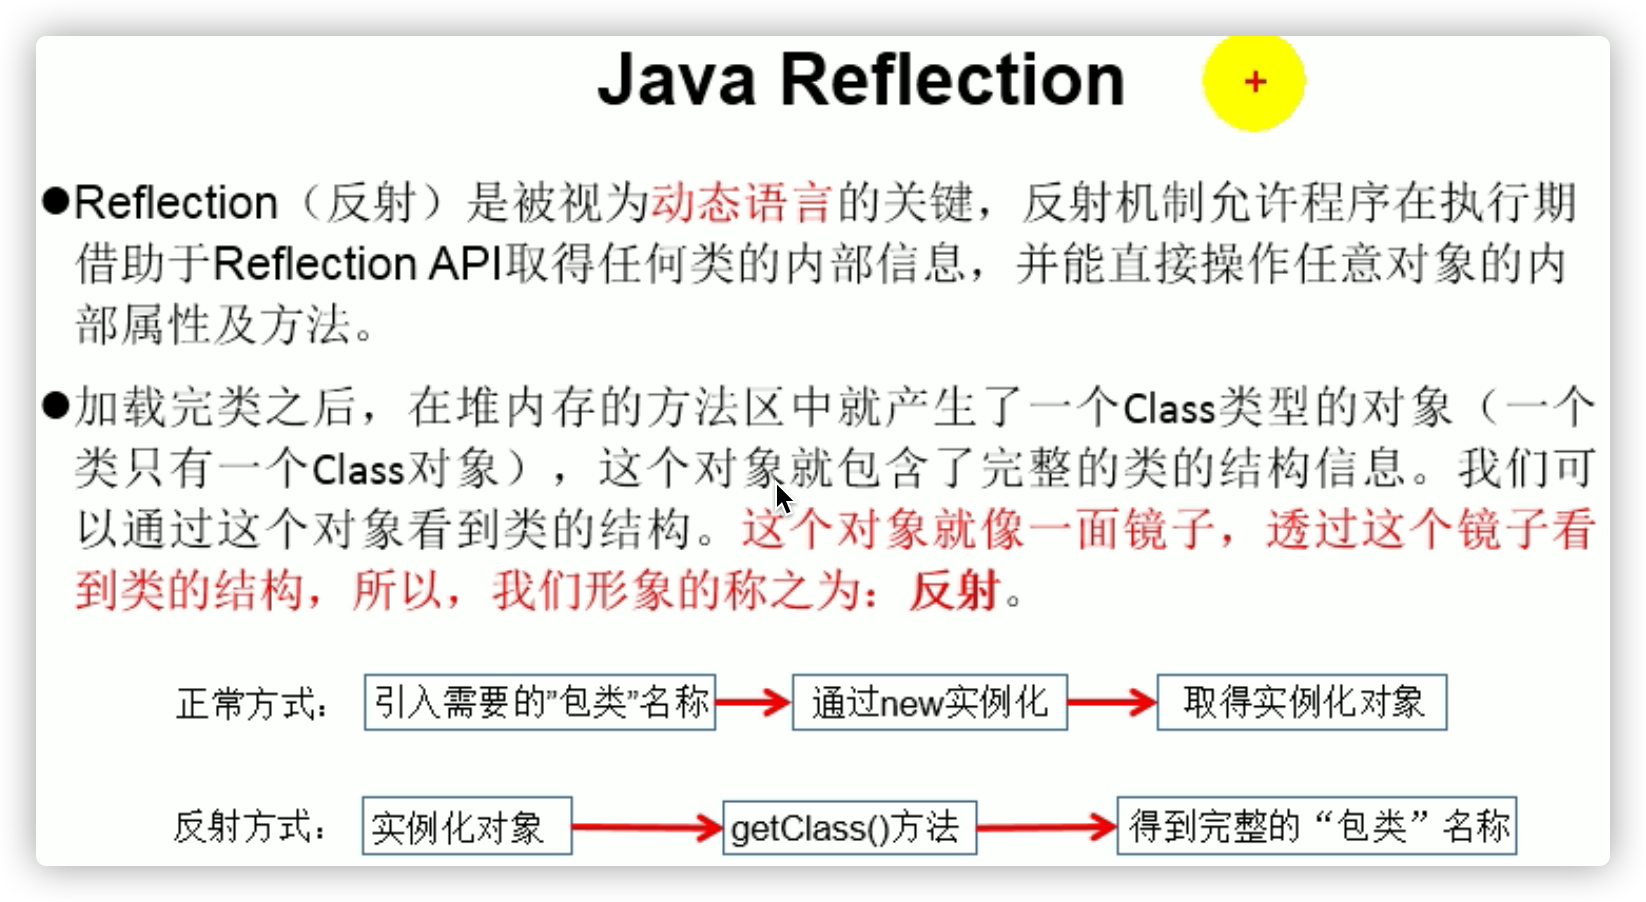 Java Reflection
●Reflection（反射）是被视为动态语言的关键，反射机制允许程序在执行期
借助于Reflection API取得任何类的内部信息，并能直接操作任意对象的内
部属性及方法。
●加载完类之后，在堆内存的方法区中就产生了一个Class类型的对象（一个
类只有一个Class对象），这个对象就包含了完整的类的结构信息。我们可
以通过这个对象看到类的结构。这个对象就像一面镜子，透过这个镜子看
到类的结构，所以，我们形象的称之为：反射。
正常方式： 引入需要的”包类”名称 通过new实例化 取得实例化对象
反射方式： 实例化对象 getClass()方法 得到完整的“包类”名称